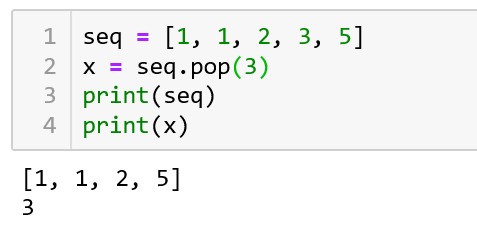 1 seq = [1, 1, 2, 3, 5]
2 x = seq.pop(3)
3 print(seq)
4 print(x)
[1, 1, 2, 5]
3